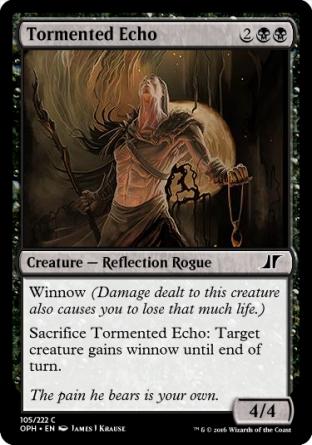 Tormented Echo 2
Creature — Reflection Rogue
Winnow (Damage dealt to this creature
also causes you to lose that much life.)
Sacrifice Tormented Echo: Target
creature gains winnow until end of
turn.
The pain he bears is your own.
4/4
105/222 C
OPH • EN James J Krause
™ & © 2016 Wizards of the Coast